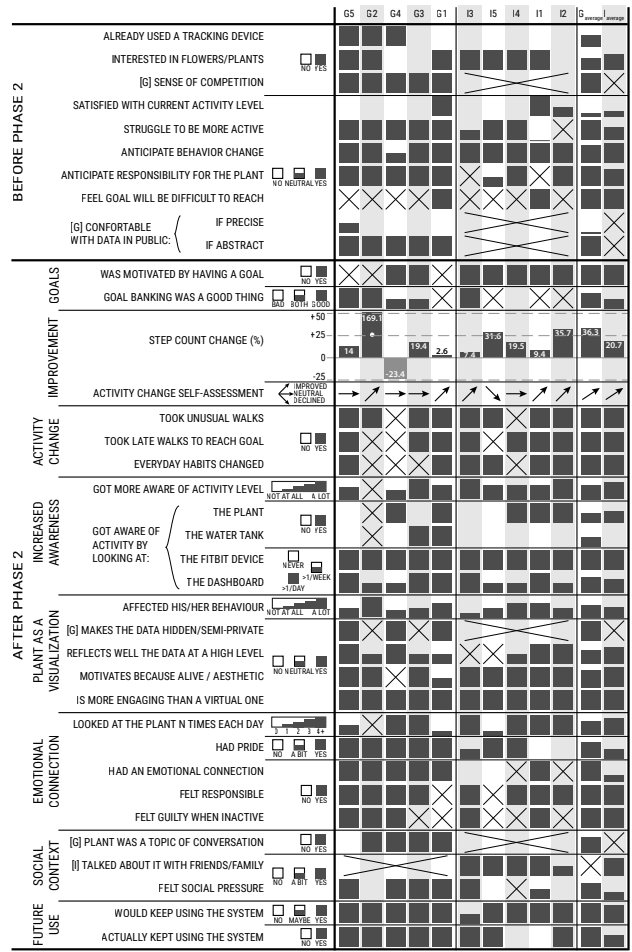 G5 G2 G4 G3 G1 I3 I5 I4 I1 I2 G average I average
BEFORE PHASE 2
ALREADY USED A TRACKING DEVICE
INTERESTED IN FLOWERS/PLANTS
NO YES
[G] SENSE OF COMPETITION
SATISFIED WITH CURRENT ACTIVITY LEVEL
STRUGGLE TO BE MORE ACTIVE
ANTICIPATE BEHAVIOR CHANGE
ANTICIPATE RESPONSIBILITY FOR THE PLANT
NO NEUTRAL YES
FEEL GOAL WILL BE DIFFICULT TO REACH
[G] CONFORTABLE
WITH DATA IN PUBLIC:
IF PRECISE
IF ABSTRACT
AFTER PHASE 2
GOALS
WAS MOTIVATED BY HAVING A GOAL
NO YES
GOAL BANKING WAS A GOOD THING
BAD BOTH GOOD
IMPROVEMENT
STEP COUNT CHANGE (%)
+50
+25
0
-25
14 169.1 -23.4 19.4 2.6 7.4 31.6 19.5 9.4 35.7 36.3 20.7
ACTIVITY CHANGE SELF-ASSESSMENT
IMPROVED
NEUTRAL
DECLINED
ACTIVITY
CHANGE
TOOK UNUSUAL WALKS
TOOK LATE WALKS TO REACH GOAL
NO YES
EVERYDAY HABITS CHANGED
INCREASED
AWARENESS
GOT MORE AWARE OF ACTIVITY LEVEL
NOT AT ALL A LOT
GOT AWARE OF
ACTIVITY BY
LOOKING AT:
THE PLANT
NO YES
THE WATER TANK
THE FITBIT DEVICE
NEVER
>1/WEEK
THE DASHBOARD
>1/DAY
PLANT AS A
VISUALIZATION
AFFECTED HIS/HER BEHAVIOUR
NOT AT ALL A LOT
[G] MAKES THE DATA HIDDEN/SEMI-PRIVATE
REFLECTS WELL THE DATA AT A HIGH LEVEL
NO NEUTRAL YES
MOTIVATES BECAUSE ALIVE / AESTHETIC
IS MORE ENGAGING THAN A VIRTUAL ONE
EMOTIONAL
CONNECTION
LOOKED AT THE PLANT N TIMES EACH DAY
0 1 2 3 4+
HAD PRIDE
NO A BIT YES
HAD AN EMOTIONAL CONNECTION
FELT RESPONSIBLE
NO YES
FELT GUILTY WHEN INACTIVE
SOCIAL
CONTEXT
[G] PLANT WAS A TOPIC OF CONVERSATION
NO YES
[I] TALKED ABOUT IT WITH FRIENDS/FAMILY
NO A BIT YES
FELT SOCIAL PRESSURE
FUTURE
USE
WOULD KEEP USING THE SYSTEM
NO MAYBE YES
ACTUALLY KEPT USING THE SYSTEM
NO YES